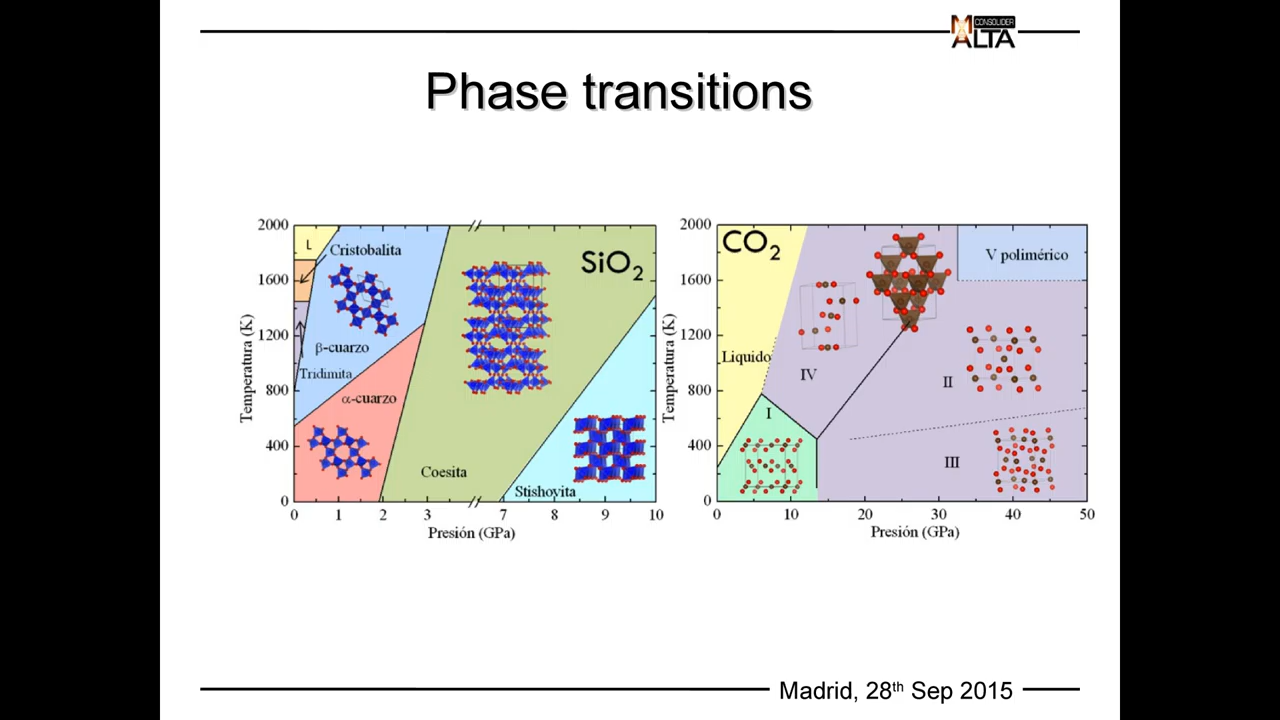 MALTA CONSOLIDER
Phase transitions
2000
1600
1200
800
400
0
Temperatura (K)
L
Cristobalita
β-cuarzo
Tridimita
α-cuarzo
Coesita
SiO2
Stishovita
0 1 2 3 7 8 9 10
Presión (GPa)
2000
1600
1200
800
400
0
Temperatura (K)
CO2
V polimérico
Liquido
IV
II
I
III
0 10 20 30 40 50
Presión (GPa)
Madrid, 28th Sep 2015